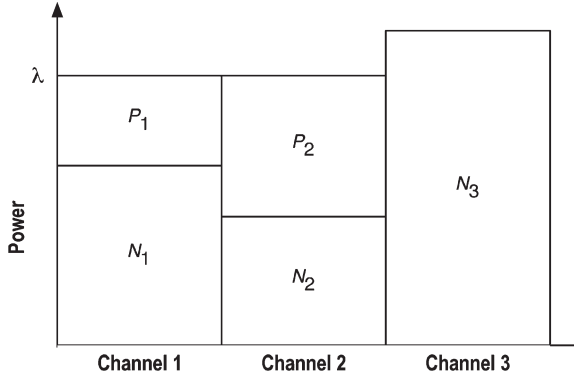 λ
P1
P2
N3
N1
N2
Power
Channel 1
Channel 2
Channel 3